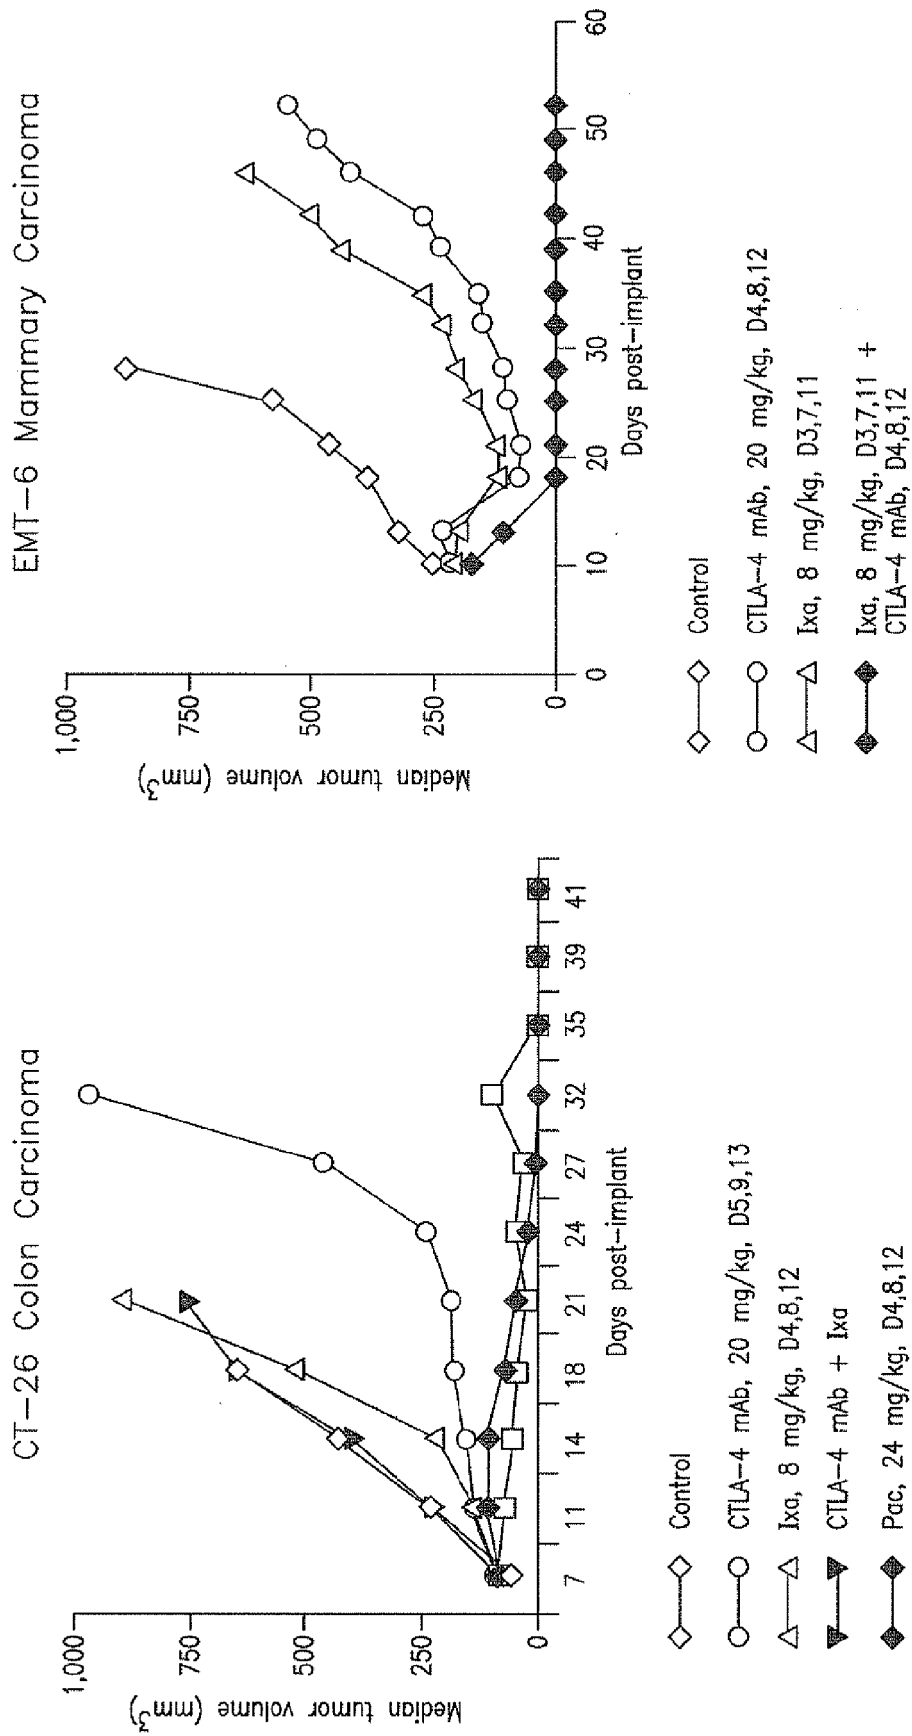 CT-26 Colon Carcinoma
Median tumor volume (mm3)
1,000
750
500
250
0
7 11 14 18 21 24 27 32 35 39 41
Days post-implant
Control
CTLA-4 mAb, 20 mg/kg, D5,9,13
Ixa, 8 mg/kg, D4,8,12
CTLA-4 mAb + Ixa
Pac, 24 mg/kg, D4,8,12
EMT-6 Mammary Carcinoma
Median tumor volume (mm3)
1,000
750
500
250
0
0 10 20 30 40 50 60
Days post-implant
Control
CTLA-4 mAb, 20 mg/kg, D4,8,12
Ixa, 8 mg/kg, D3,7,11
Ixa, 8 mg/kg, D3,7,11 +
CTLA-4 mAb, D4,8,12